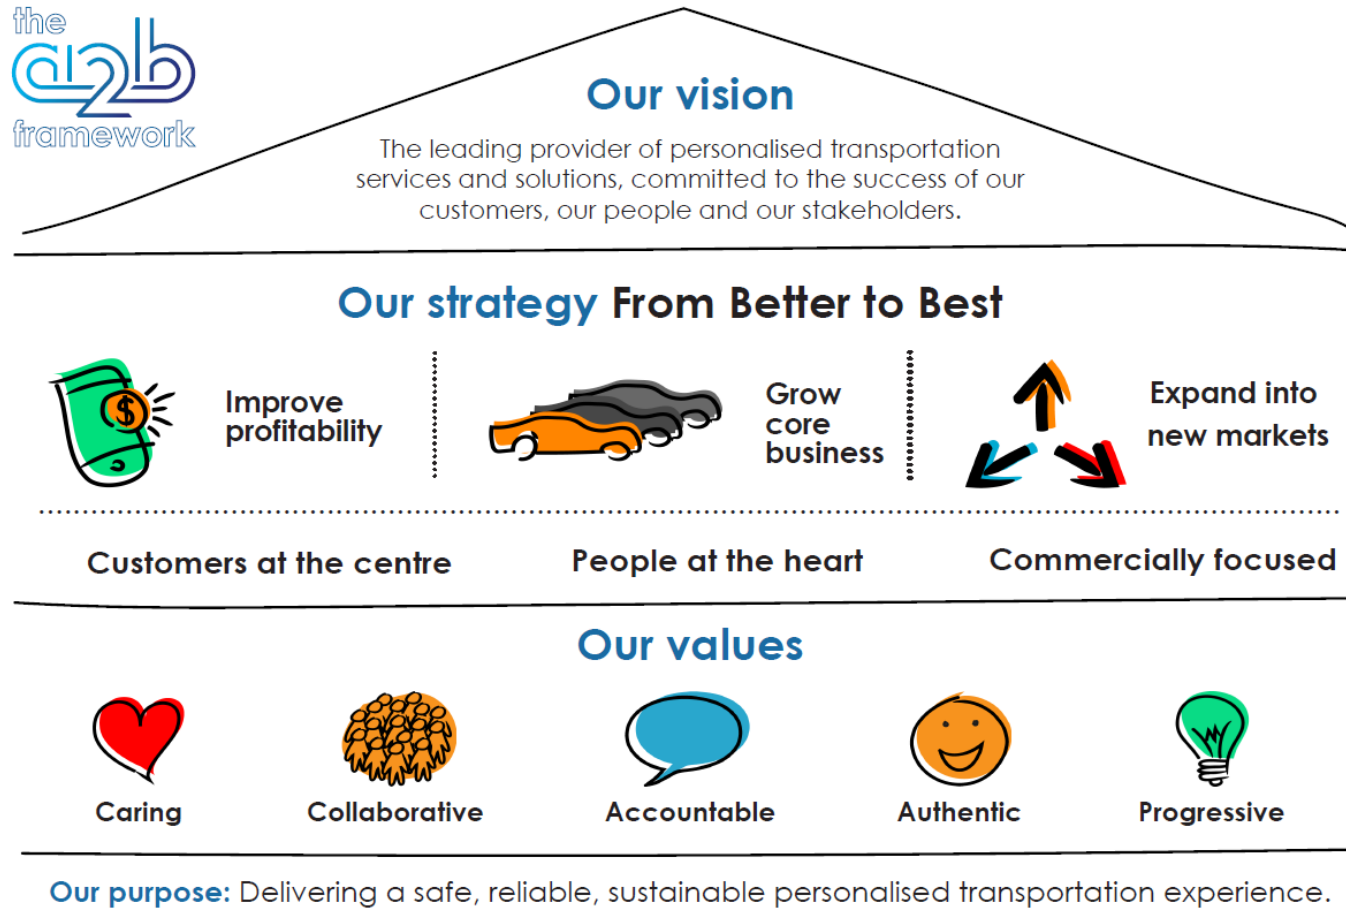 the
a2b
framework
Our vision
The leading provider of personalised transportation
services and solutions, committed to the success of our
customers, our people and our stakeholders.
Our strategy From Better to Best
$
Improve
profitability
Grow
core
business
Expand into
new markets
Customers at the centre
People at the heart
Commercially focused
Our values
Caring
Collaborative
Accountable
Authentic
Progressive
Our purpose: Delivering a safe, reliable, sustainable personalised transportation experience.